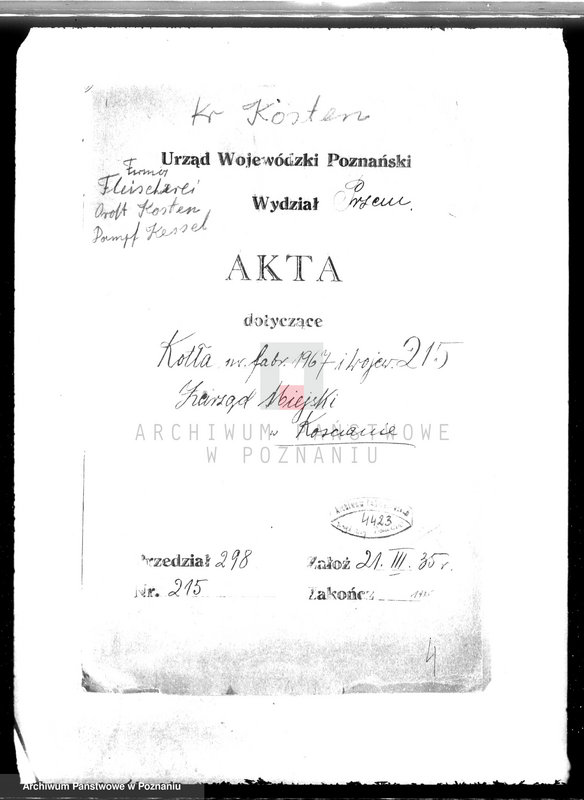 Kr Kosten
Urząd Wojewódzki Poznański
Firma
Fleischerei
Kosten
Dampf Kessel
Wydział Przem.
AKTA
dotyczące
Kotła nr. fabr. 1967 i wojew. 215
Zarząd Miejski
w Kościanie
ARCHIWUM PAŃSTWOWE
W POZNANIU
4423
Przedział 298
Założ 21. III. 35 r.
Nr. 215
Zakończ
4
Archiwum Państwowe w Poznaniu